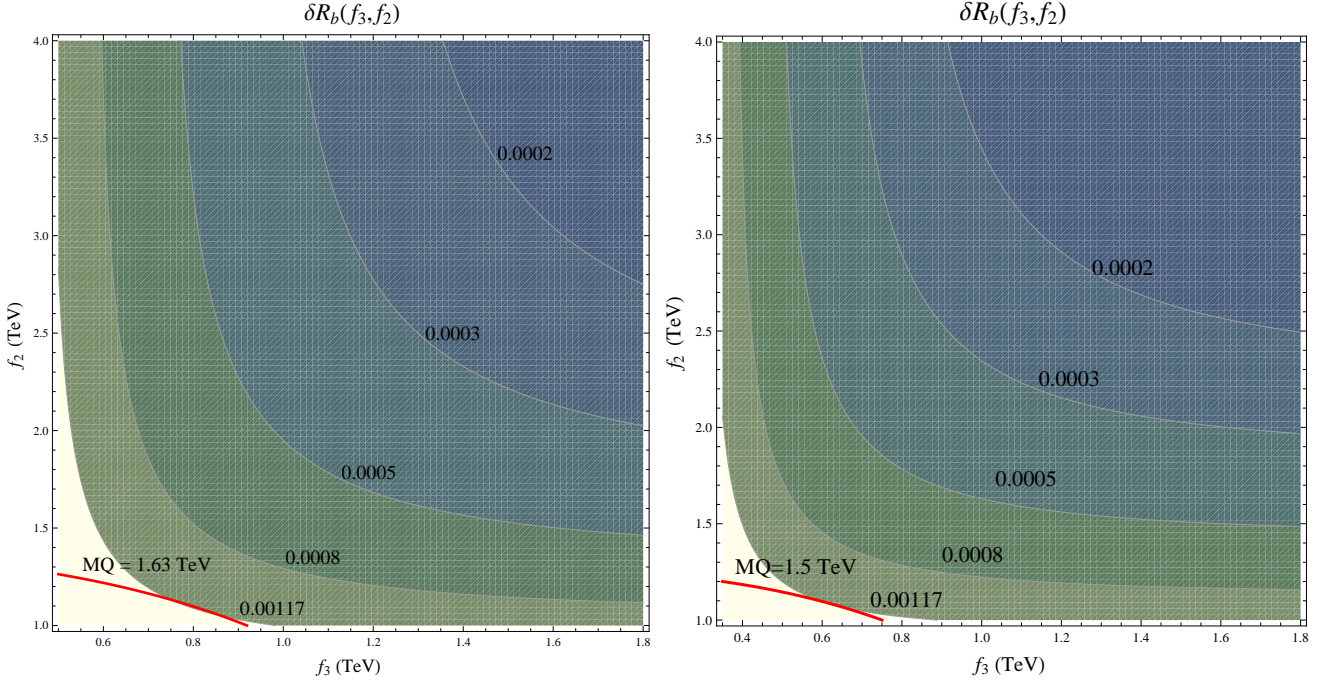 δR_b(f_3,f_2)
4.0
3.5
3.0
2.5
2.0
1.5
1.0
f_2 (TeV)
0.0002
0.0003
0.0005
0.0008
MQ = 1.63 TeV
0.00117
0.6 0.8 1.0 1.2 1.4 1.6 1.8
f_3 (TeV)
δR_b(f_3,f_2)
4.0
3.5
3.0
2.5
2.0
1.5
1.0
f_2 (TeV)
0.0002
0.0003
0.0005
0.0008
MQ=1.5 TeV
0.00117
0.4 0.6 0.8 1.0 1.2 1.4 1.6 1.8
f_3 (TeV)